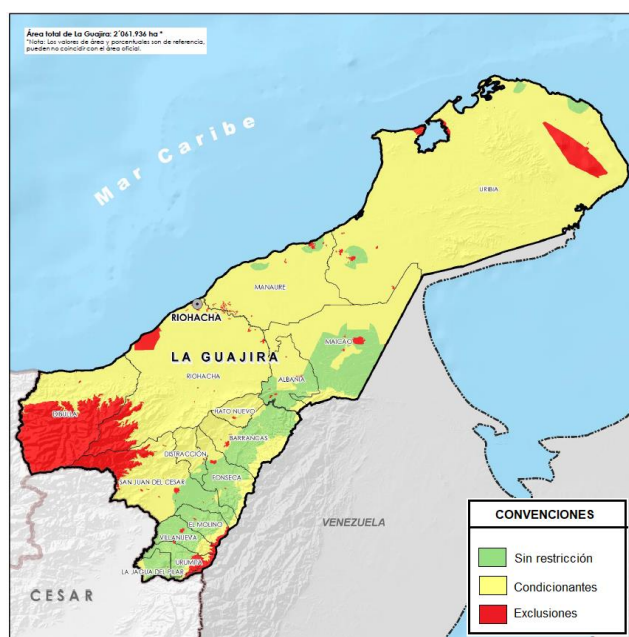 Área total de La Guajira: 2´061.936 ha *
*Nota: Los valores de área y porcentuales son de referencia,
pueden no coincidir con el área oficial.
Mar Caribe
URIBIA
MANAURE
RIOHACHA
LA GUAJIRA
MAICAO
RIOHACHA
ALBANIA
DIBULLA
HATO NUEVO
BARRANCAS
DISTRACCIÓN
FONSECA
SAN JUAN DEL CESAR
EL MOLINO
VILLANUEVA
URUMITA
LA JAGUA DEL PILAR
VENEZUELA
CESAR
CONVENCIONES
Sin restricción
Condicionantes
Exclusiones